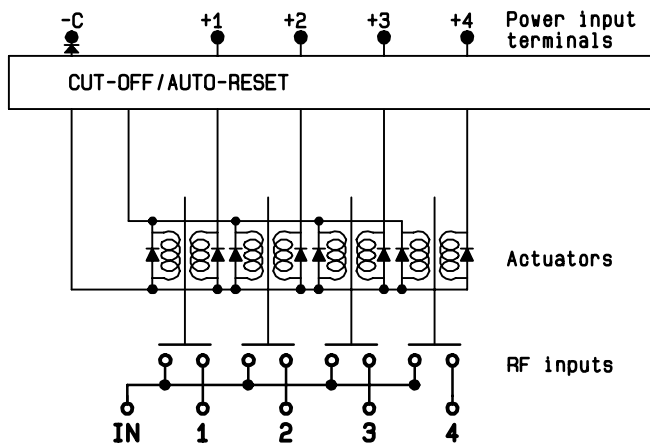 -C +1 +2 +3 +4 Power input
terminals
CUT-OFF/AUTO-RESET
Actuators
RF inputs
IN 1 2 3 4